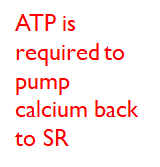 ATP is
required to
pump
calcium back
to SR